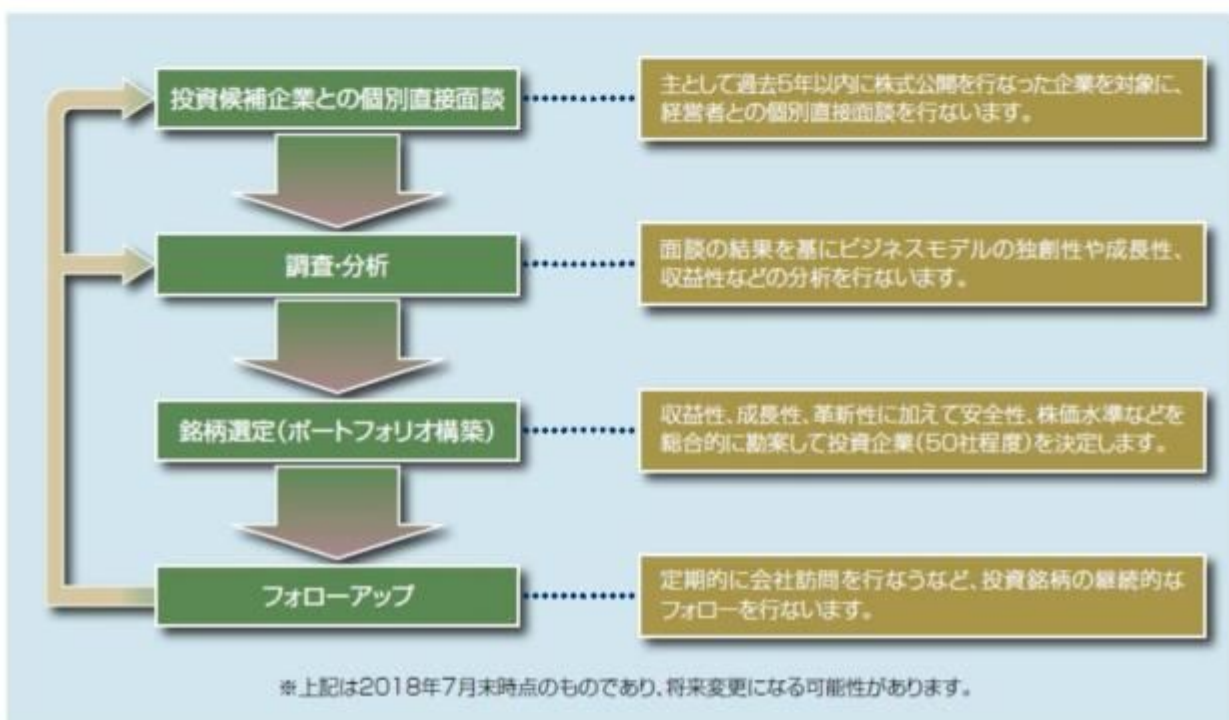 投資候補企業との個別直接面談
主として過去5年以内に株式公開を行なった企業を対象に、
経営者との個別直接面談を行ないます。
調査・分析
面談の結果を基にビジネスモデルの独創性や成長性、
収益性などの分析を行ないます。
銘柄選定(ポートフォリオ構築)
収益性、成長性、革新性に加えて安全性、株価水準などを
総合的に勘案して投資企業(50社程度)を決定します。
フォローアップ
定期的に会社訪問を行なうなど、投資銘柄の継続的な
フォローを行ないます。
※上記は2018年7月末時点のものであり、将来変更になる可能性があります。